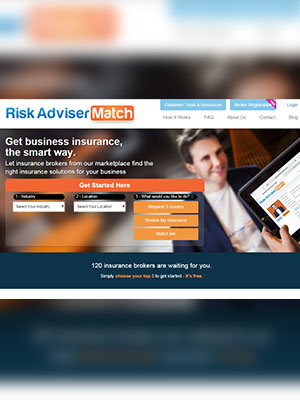 Customer Tools & Resources
Broker Registration
Login
Risk Adviser Match
How It Works
FAQ
About Us
Contact
Blog
Get business insurance,
the smart way.
Let insurance brokers from our marketplace find the
right insurance solutions for your business
Get Started Here
1 - Industry
2 - Location
3 - What would you like to do?
Select Your Industry
Select Your Location
Request 3 Quotes
Review My Insurance
Match Me
120 insurance brokers are waiting for you.
Simply choose your top 3 to get started - It's free.